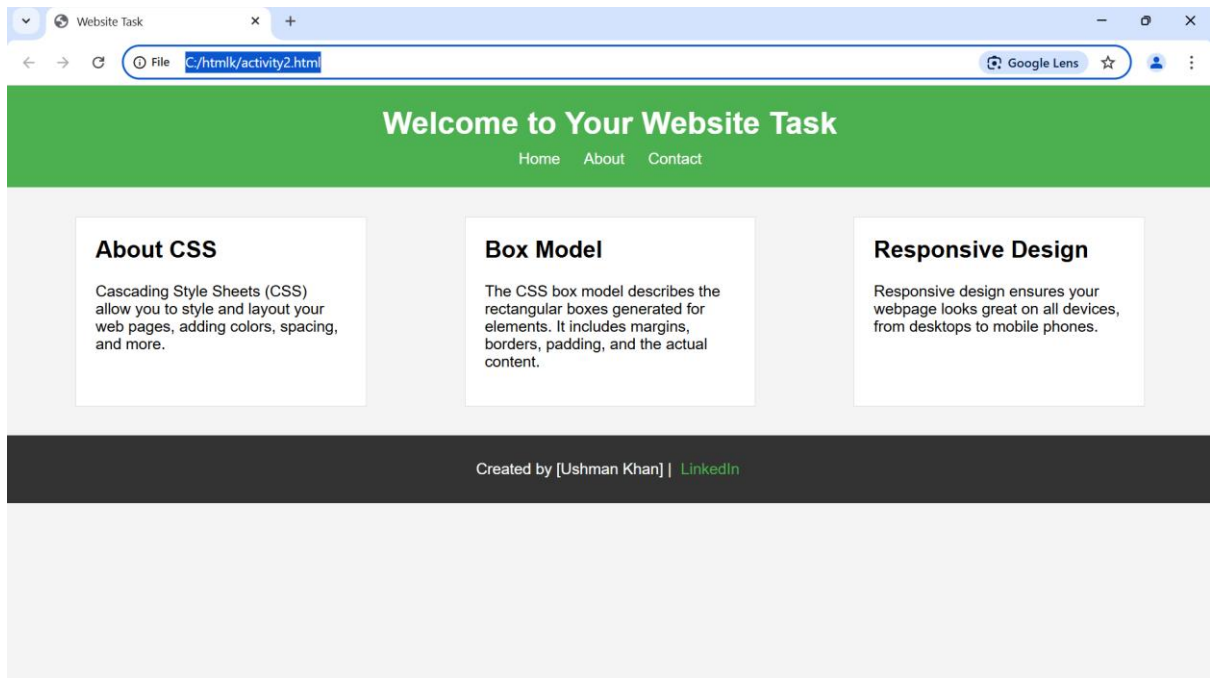 Website Task
File C:/htmlk/activity2.html Google Lens
Welcome to Your Website Task
Home About Contact
About CSS
Cascading Style Sheets (CSS)
allow you to style and layout your
web pages, adding colors, spacing,
and more.
Box Model
The CSS box model describes the
rectangular boxes generated for
elements. It includes margins,
borders, padding, and the actual
content.
Responsive Design
Responsive design ensures your
webpage looks great on all devices,
from desktops to mobile phones.
Created by [Ushman Khan] | LinkedIn